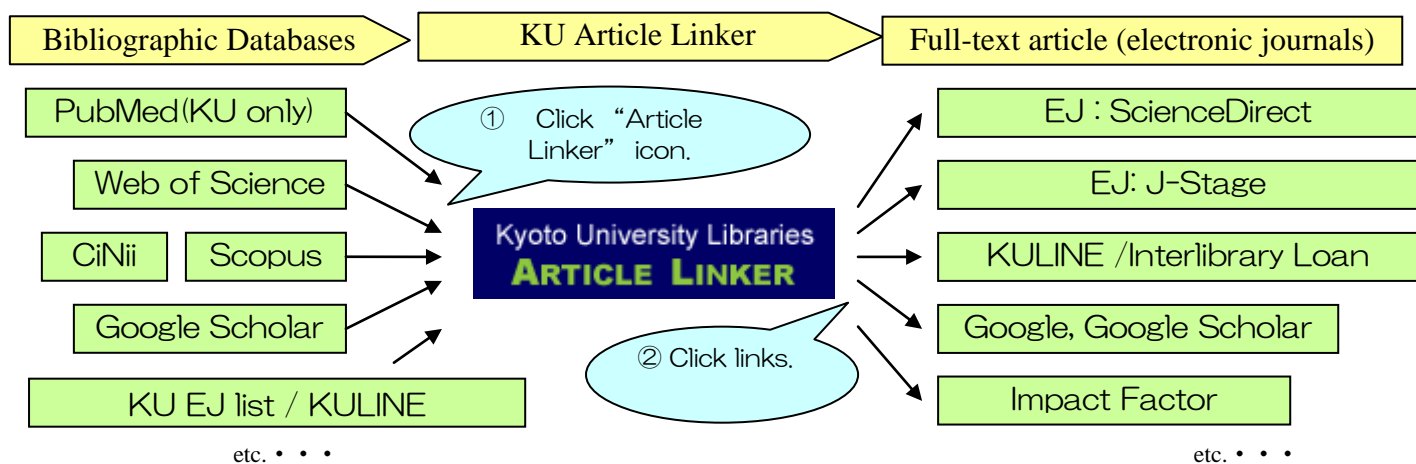 Bibliographic Databases
KU Article Linker
Full-text article (electronic journals)
PubMed(KU only)
Web of Science
CiNii
Scopus
Google Scholar
KU EJ list / KULINE
etc.・・・
① Click “Article
Linker” icon.
Kyoto University Libraries
ARTICLE LINKER
② Click links.
EJ : ScienceDirect
EJ: J-Stage
KULINE /Interlibrary Loan
Google, Google Scholar
Impact Factor
etc.・・・